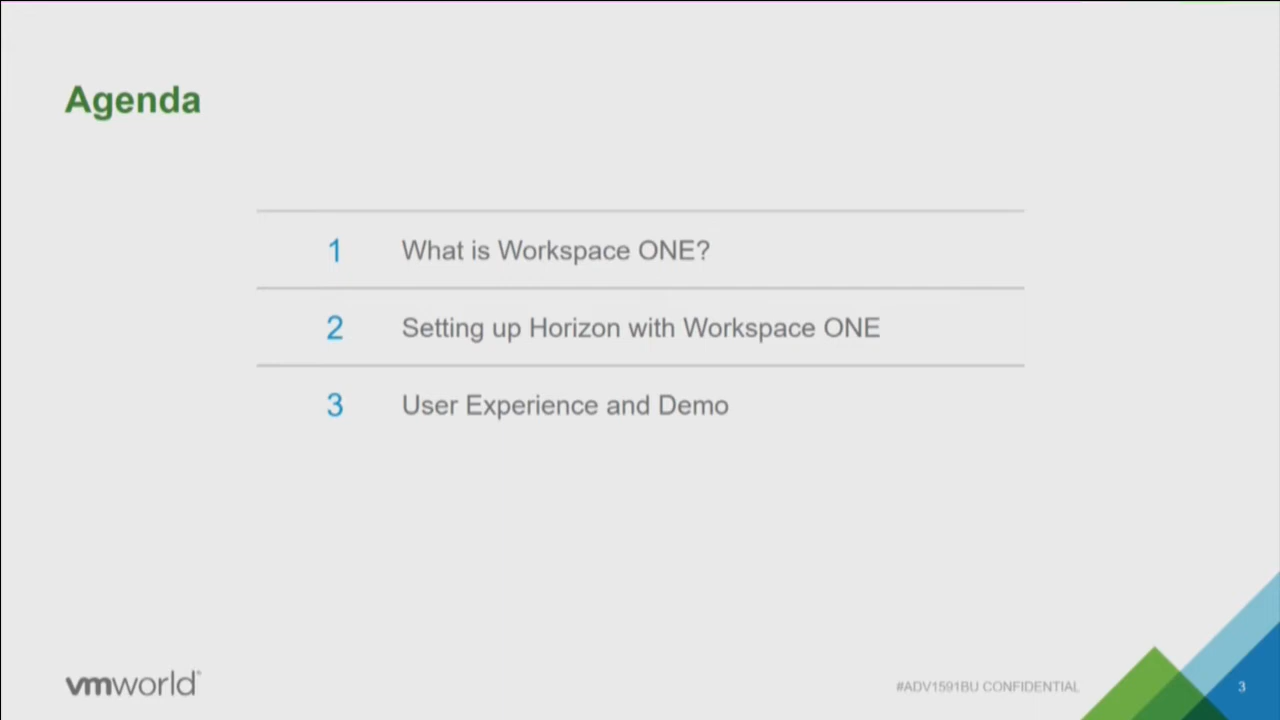 Agenda
1 What is Workspace ONE?
2 Setting up Horizon with Workspace ONE
3 User Experience and Demo
vmworld®
#ADV1591BU CONFIDENTIAL
3